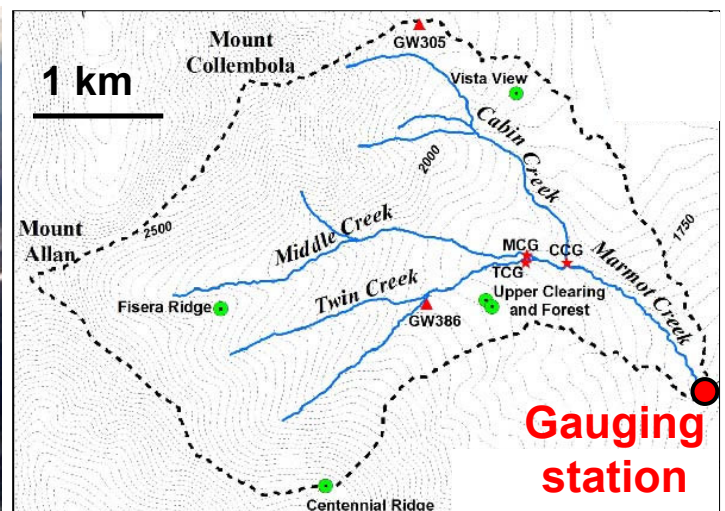 Mount
Collembola
GW305
1 km
Vista View
Cabin Creek
2000
Mount
Allan
2500
Middle Creek
MCG
CCG
TCG
Marmot Creek
1750
Twin Creek
Upper Clearing
and Forest
Fisera Ridge
GW386
Gauging
station
Centennial Ridge